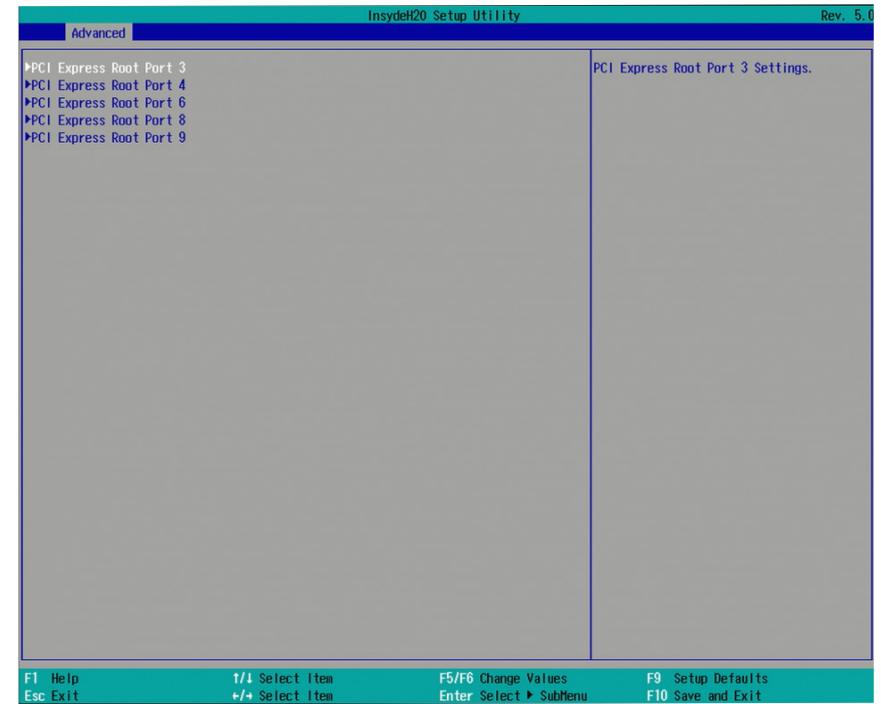 InsydeH20 Setup Utility Rev. 5.0
Advanced
▶PCI Express Root Port 3 PCI Express Root Port 3 Settings.
▶PCI Express Root Port 4
▶PCI Express Root Port 6
▶PCI Express Root Port 8
▶PCI Express Root Port 9
F1 Help ↑/↓ Select Item F5/F6 Change Values F9 Setup Defaults
Esc Exit ←/→ Select Item Enter Select ▶ SubMenu F10 Save and Exit